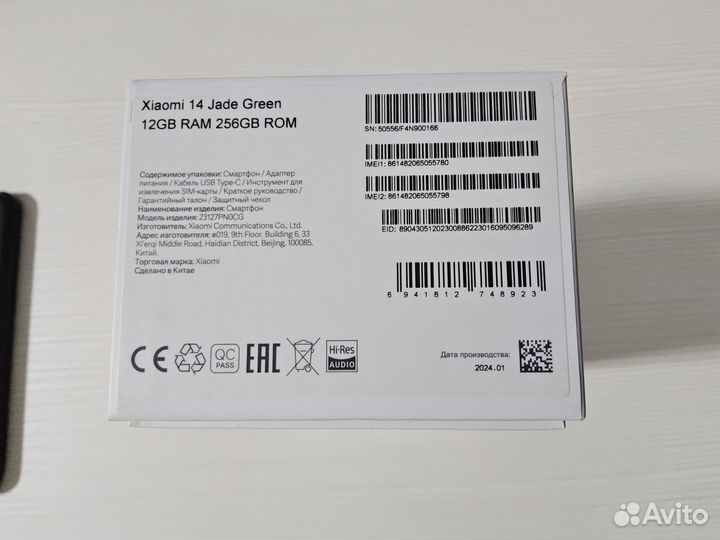 Xiaomi 14 Jade Green
12GB RAM 256GB ROM
Содержимое упаковки: Смартфон / Адаптер
питания / Кабель USB Type-C / Инструмент для
извлечения SIM-карты / Краткое руководство /
Гарантийный талон / Защитный чехол
Наименование изделия: Смартфон
Модель изделия: 23127PN0CG
Изготовитель: Xiaomi Communications Co., Ltd.
Адрес изготовителя: #019, 9th Floor, Building 6, 33
Xi'erqi Middle Road, Haidian District, Beijing, 100085,
Китай.
Торговая марка: Xiaomi
Сделано в Китае
SN: 50556/F4N900166
IMEI1: 861482065055780
IMEI2: 861482065055798
EID: 89043051202300886223016095096289
6 941812 748923
CE
QC
PASS
EAC
Hi-Res
AUDIO
Дата производства:
2024.01
Avito